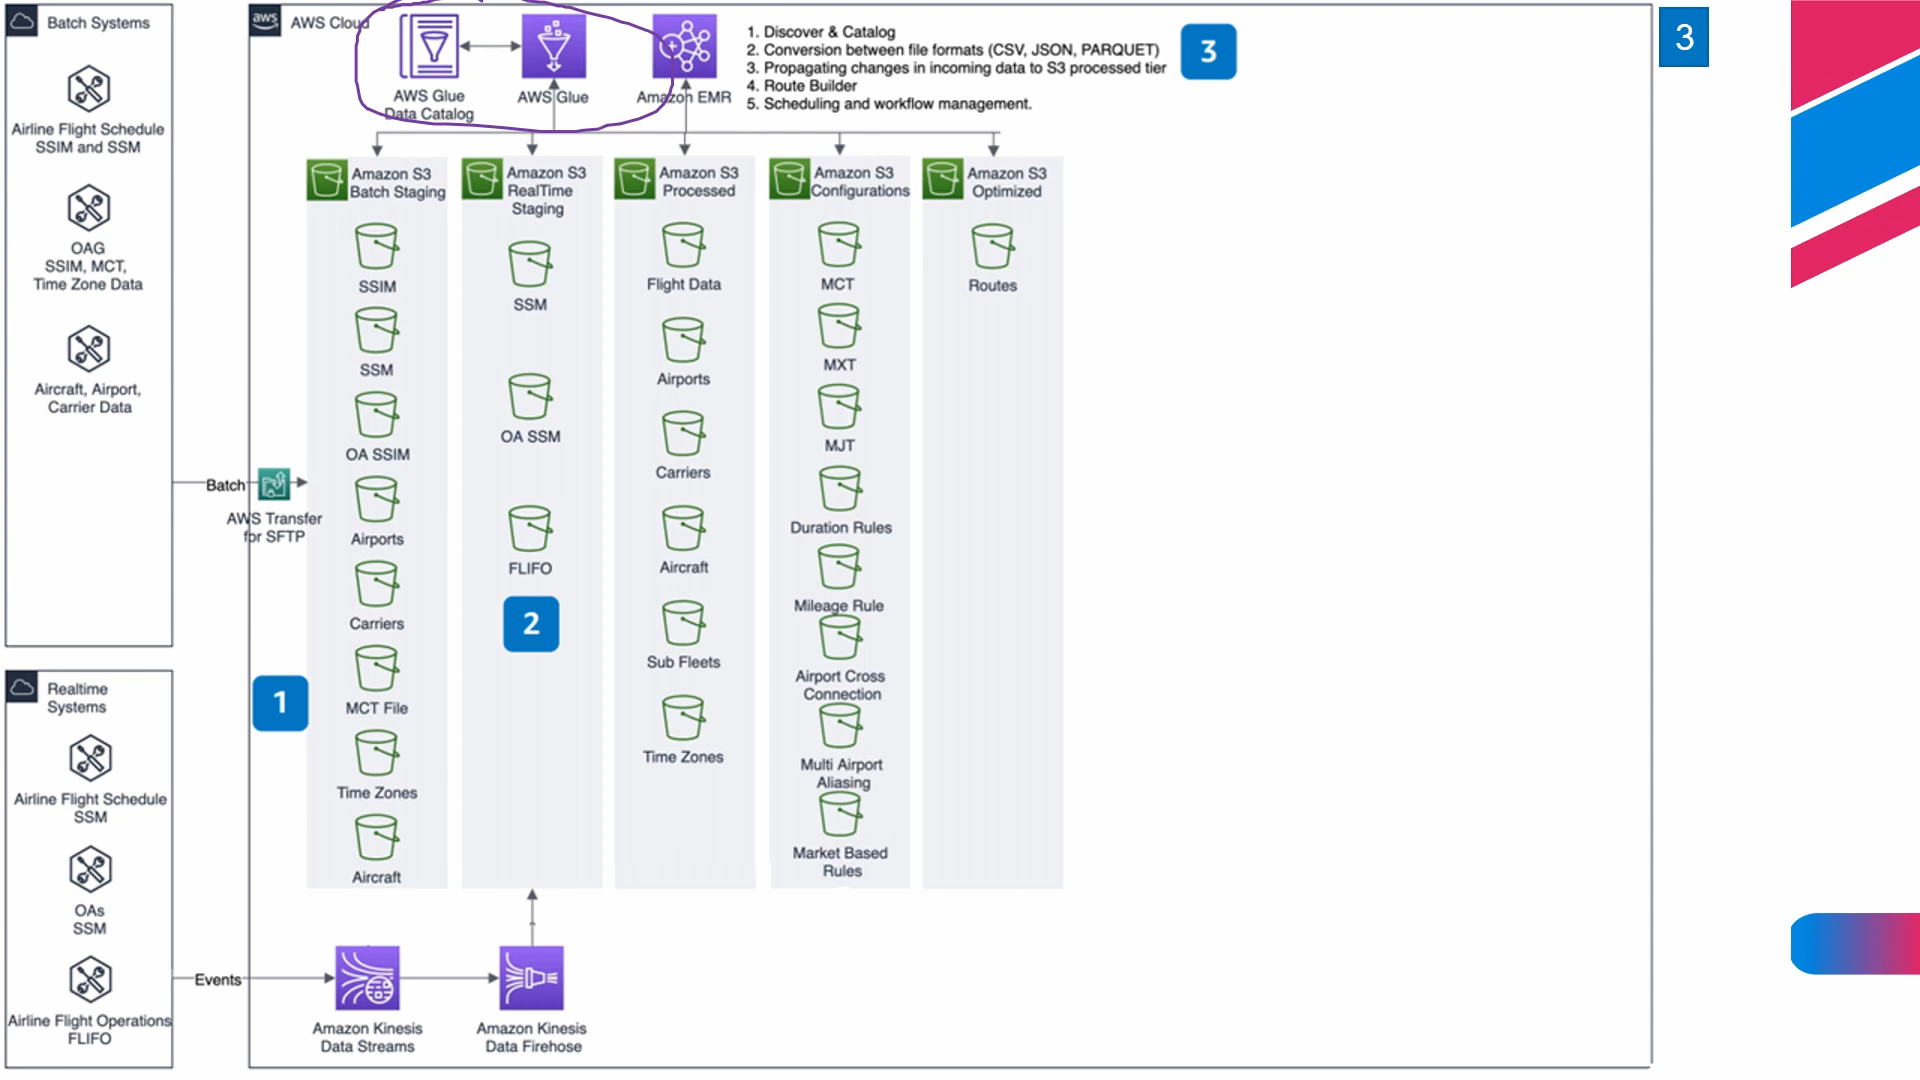 Batch Systems
Airline Flight Schedule
SSIM and SSM
OAG
SSIM, MCT,
Time Zone Data
Aircraft, Airport,
Carrier Data
Realtime
Systems
Airline Flight Schedule
SSM
OAs
SSM
Airline Flight Operations
FLIFO
Batch
AWS Transfer
for SFTP
Events
aws
AWS Cloud
AWS Glue
Data Catalog
AWS Glue
Amazon EMR
1. Discover & Catalog
2. Conversion between file formats (CSV, JSON, PARQUET)
3. Propagating changes in incoming data to S3 processed tier
4. Route Builder
5. Scheduling and workflow management.
3
3
Amazon S3
Batch Staging
SSIM
SSM
OA SSIM
Airports
Carriers
MCT File
Time Zones
Aircraft
1
Amazon S3
RealTime
Staging
SSM
OA SSM
FLIFO
2
Amazon S3
Processed
Flight Data
Airports
Carriers
Aircraft
Sub Fleets
Time Zones
Amazon S3
Configurations
MCT
MXT
MJT
Duration Rules
Mileage Rule
Airport Cross
Connection
Multi Airport
Aliasing
Market Based
Rules
Amazon S3
Optimized
Routes
Amazon Kinesis
Data Streams
Amazon Kinesis
Data Firehose